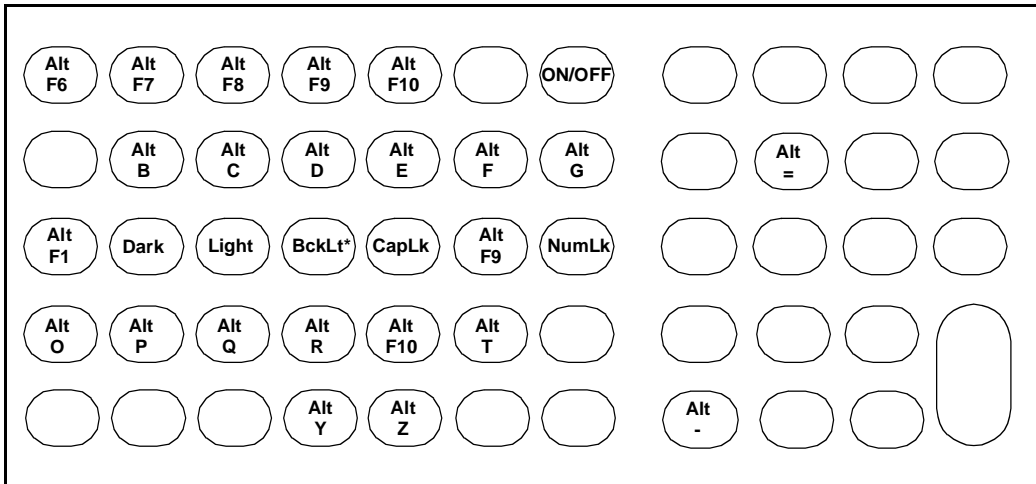 Alt Alt Alt Alt Alt
F6 F7 F8 F9 F10 ON/OFF
Alt Alt Alt Alt Alt Alt Alt
B C D E F G =
Alt Dark Light BckLt* CapLk Alt NumLk
F1 F9
Alt Alt Alt Alt Alt Alt
O P Q R F10 T
Alt Alt Alt
Y Z -